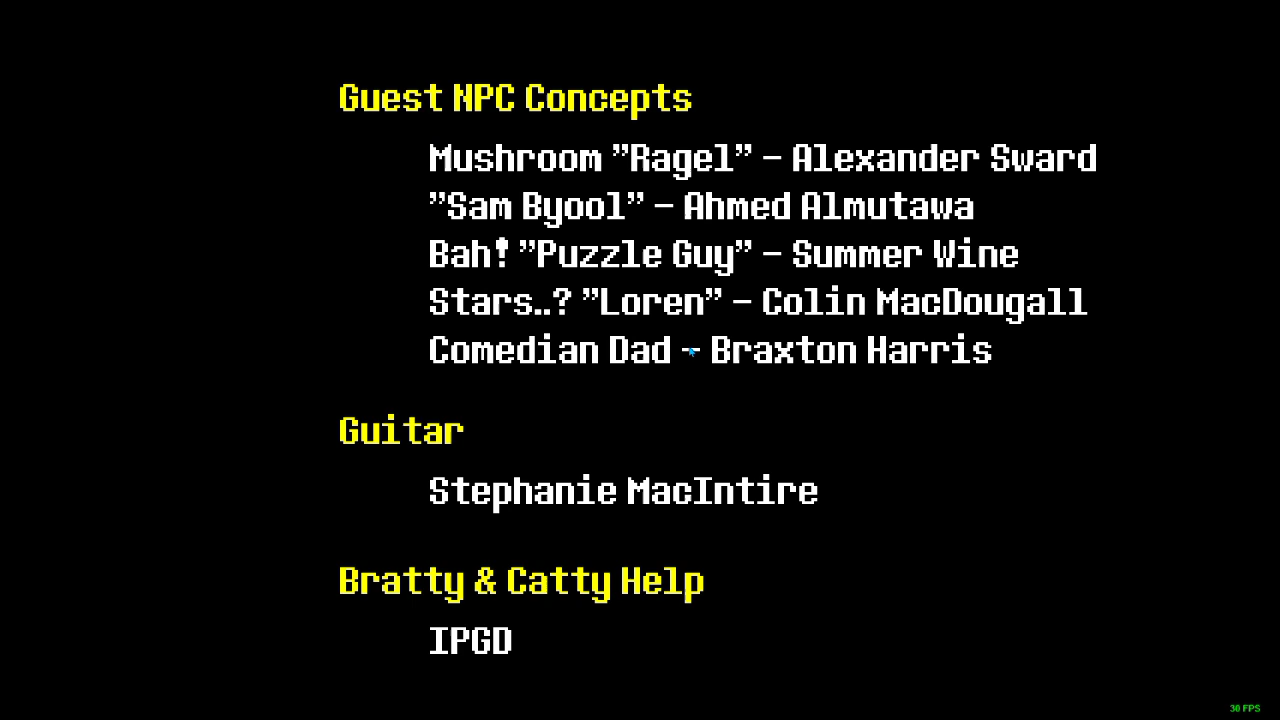 Guest NPC Concepts
Mushroom "Ragel" - Alexander Sward
"Sam Byool" - Ahmed Almutawa
Bah! "Puzzle Guy" - Summer Wine
Stars..? "Loren" - Colin MacDougall
Comedian Dad - Braxton Harris
Guitar
Stephanie MacIntire
Bratty & Catty Help
IPGD
30 FPS